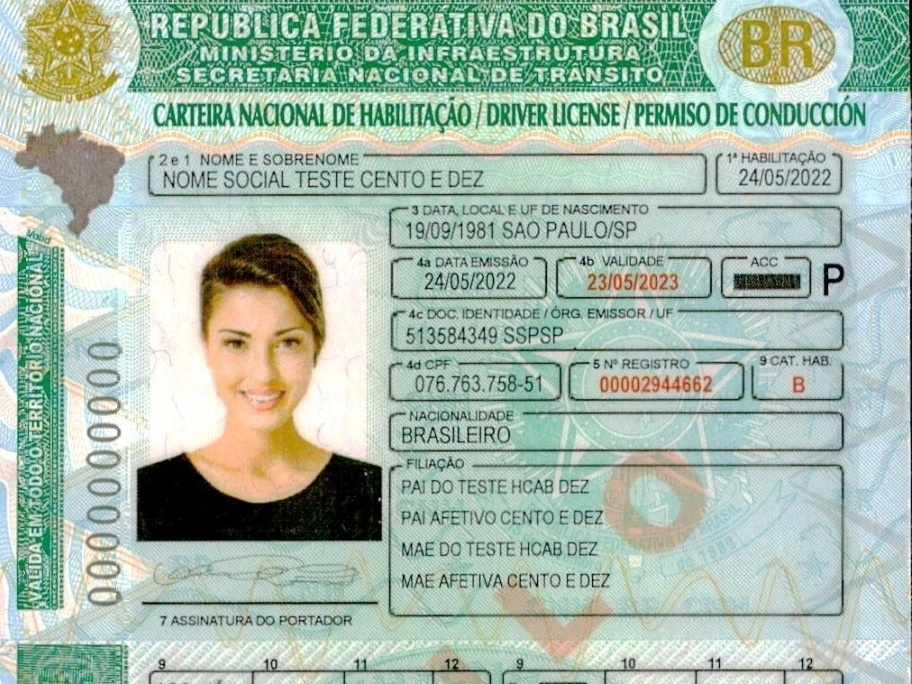 REPÚBLICA FEDERATIVA DO BRASIL
MINISTÉRIO DA INFRAESTRUTURA
SECRETARIA NACIONAL DE TRÂNSITO
BR
CARTEIRA NACIONAL DE HABILITAÇÃO / DRIVER LICENSE / PERMISO DE CONDUCCIÓN
2 e 1 NOME E SOBRENOME
NOME SOCIAL TESTE CENTO E DEZ
1ª HABILITAÇÃO
24/05/2022
3 DATA, LOCAL E UF DE NASCIMENTO
19/09/1981 SAO PAULO/SP
4a DATA EMISSÃO
24/05/2022
4b VALIDADE
23/05/2023
ACC
P
4c DOC. IDENTIDADE / ÓRG. EMISSOR / UF
513584349 SSPSP
4d CPF
076.763.758-51
5 Nº REGISTRO
00002944662
9 CAT. HAB.
B
NACIONALIDADE
BRASILEIRO
FILIAÇÃO
PAI DO TESTE HCAB DEZ
PAI AFETIVO CENTO E DEZ
MAE DO TESTE HCAB DEZ
MAE AFETIVA CENTO E DEZ
7 ASSINATURA DO PORTADOR
Valid
VALIDA EM TODO O TERRITÓRIO NACIONAL
0000000000
9 10 11 12 9 10 11 12